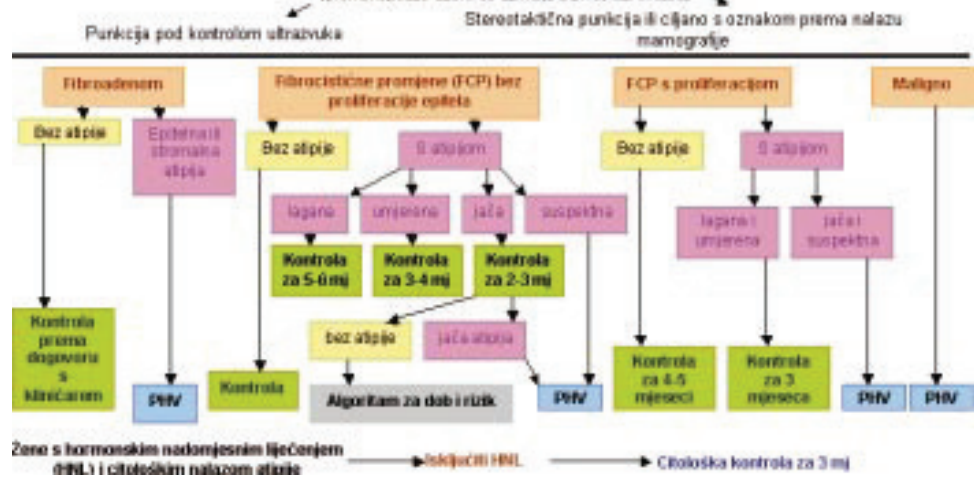 Punkcija pod kontrolom ultrazvuka
Stereotaktična punkcija ili ciljano s oznakom prema nalazu
mamografije
Fibroadenom
Fibrocistične promjene (FCP) bez
proliferacije epitela
FCP s proliferacijom
Maligno
Bez atipije
Epitelna ili
stromalna
atipija
Bez atipije
S atipijom
Bez atipije
S atipijom
lagana
umjerena
jača
suspektna
lagana i
umjerena
jača i
suspektna
Kontrola
za 5-6 mj
Kontrola
za 3-4 mj
Kontrola
za 2-3 mj
Kontrola
prema
dogovoru
s
kliničarom
bez atipije
jača atipija
PHV
Kontrola
Algoritam za dob i rizik
PHV
Kontrola
za 4-5
mjeseci
Kontrola
za 3
mjeseca
PHV
PHV
Žene s hormonskim nadomjesnim liječenjem
(HNL) i citološkim nalazom atipije
Isključiti HNL
Citološka kontrola za 3 mj